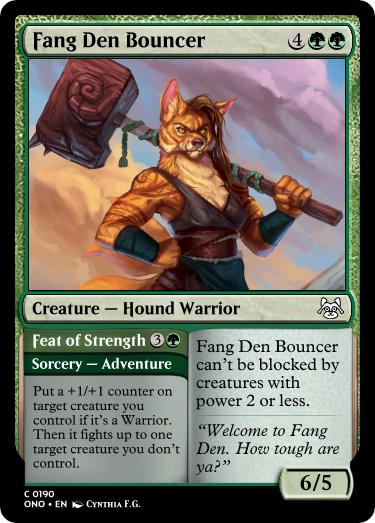 Fang Den Bouncer 4
Creature — Hound Warrior
Feat of Strength 3
Sorcery — Adventure
Put a +1/+1 counter on
target creature you
control if it's a Warrior.
Then it fights up to one
target creature you don't
control.
Fang Den Bouncer
can't be blocked by
creatures with
power 2 or less.
"Welcome to Fang
Den. How tough are
ya?"
6/5
C 0190
ONO • EN CYNTHIA F.G.